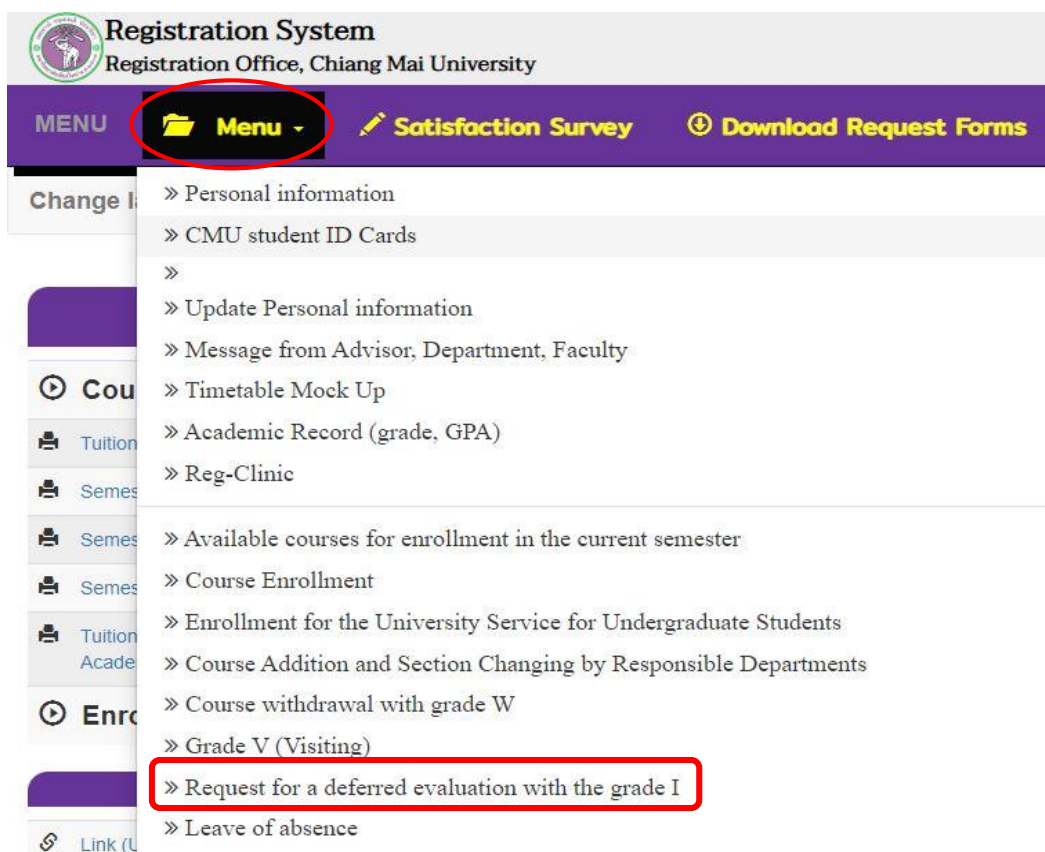 Registration System
Registration Office, Chiang Mai University
MENU Menu Satisfaction Survey Download Request Forms
Change l
» Personal information
» CMU student ID Cards
»
» Update Personal information
» Message from Advisor, Department, Faculty
Cou » Timetable Mock Up
Tuition » Academic Record (grade, GPA)
Semes » Reg-Clinic
Semes » Available courses for enrollment in the current semester
Semes » Course Enrollment
Tuition » Enrollment for the University Service for Undergraduate Students
Acade » Course Addition and Section Changing by Responsible Departments
Enro » Course withdrawal with grade W
» Grade V (Visiting)
» Request for a deferred evaluation with the grade I
Link (U » Leave of absence